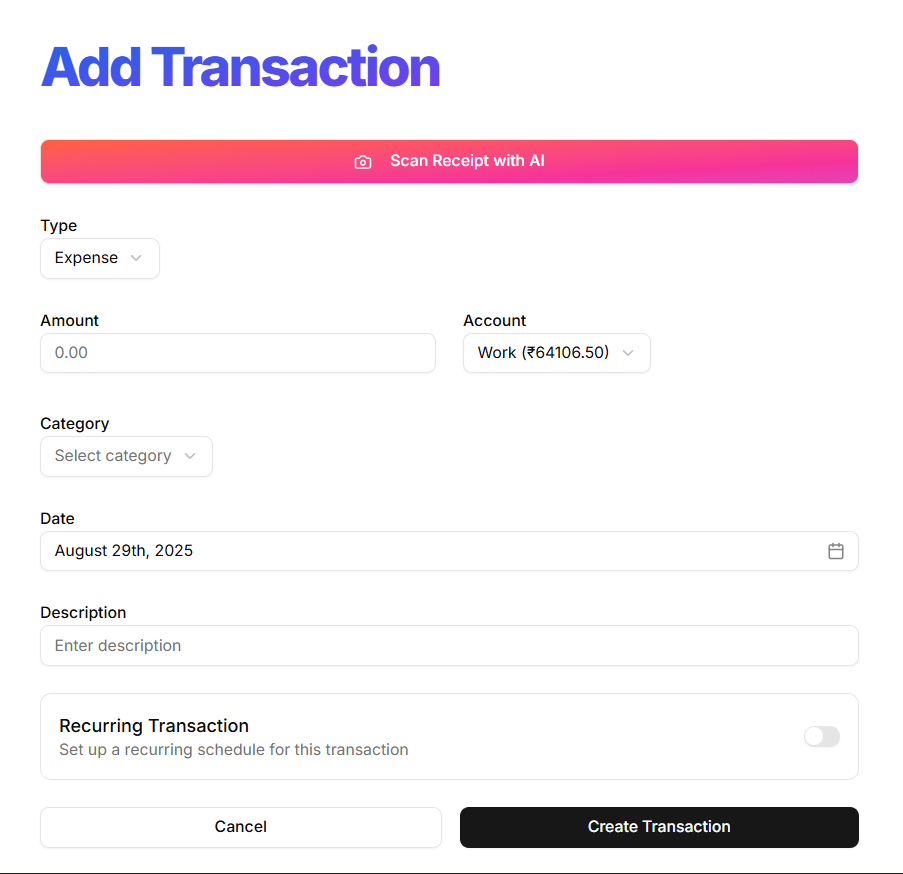 Add Transaction
Scan Receipt with AI
Type
Expense
Amount
Account
0.00
Work (₹64106.50)
Category
Select category
Date
August 29th, 2025
Description
Enter description
Recurring Transaction
Set up a recurring schedule for this transaction
Cancel
Create Transaction